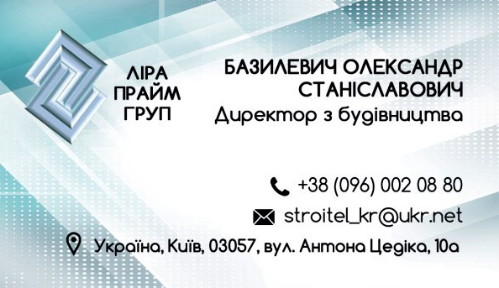 ЛІРА
ПРАЙМ
ГРУП
БАЗИЛЕВИЧ ОЛЕКСАНДР
СТАНІСЛАВОВИЧ
Директор з будівництва
+38 (096) 002 08 80
stroitel_kr@ukr.net
Україна, Київ, 03057, вул. Антона Цедіка, 10а